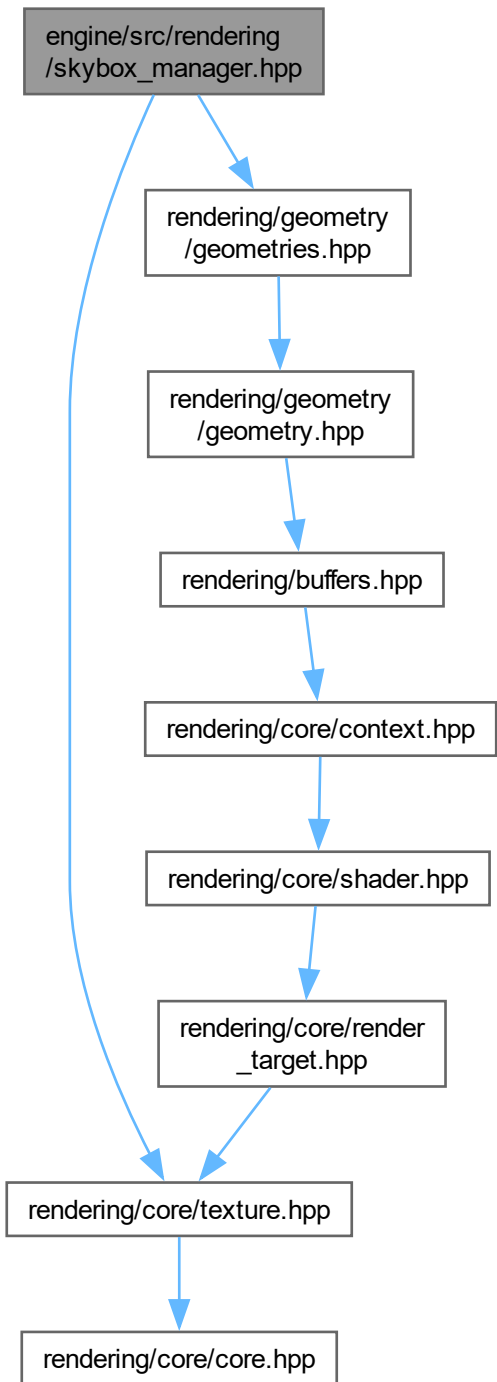 engine/src/rendering
/skybox_manager.hpp
rendering/geometry
/geometries.hpp
rendering/geometry
/geometry.hpp
rendering/buffers.hpp
rendering/core/context.hpp
rendering/core/shader.hpp
rendering/core/render
_target.hpp
rendering/core/texture.hpp
rendering/core/core.hpp